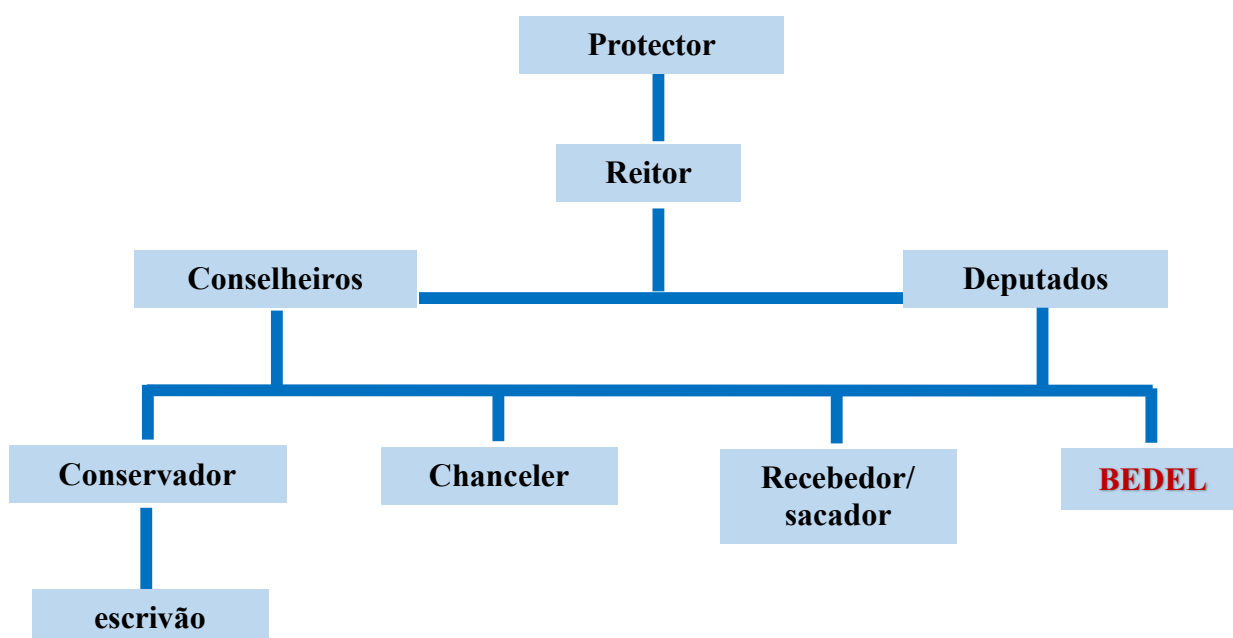 Protector
Reitor
Conselheiros
Deputados
Conservador
Chanceler
Recebedor/
sacador
BEDEL
escrivão